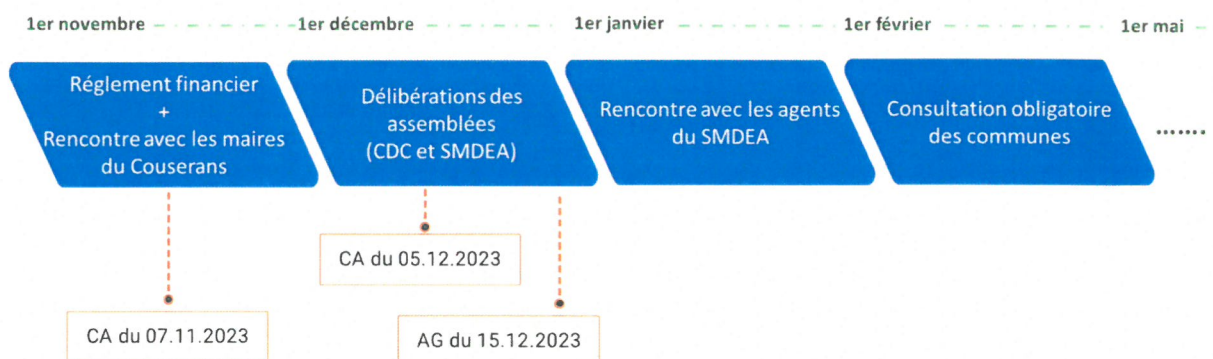 1er novembre
1er décembre
1er janvier
1er février
1er mai
Réglement financier
+
Rencontre avec les maires
du Couserans
Délibérations des
assemblées
(CDC et SMDEA)
Rencontre avec les agents
du SMDEA
Consultation obligatoire
des communes
.......
CA du 05.12.2023
CA du 07.11.2023
AG du 15.12.2023